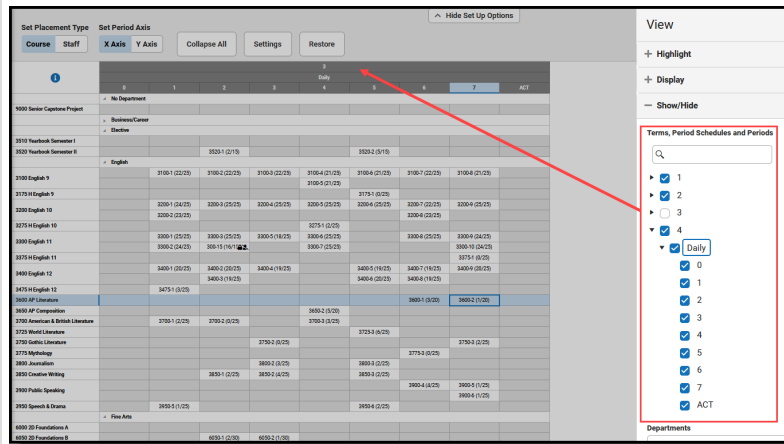 Hide Set Up Options
Set Placement Type Set Period Axis
Course Staff X Axis Y Axis Collapse All Settings Restore
3
Daily
0 1 2 3 4 5 6 7 ACT
No Department
9000 Senior Capstone Project
Business/Career
Elective
3510 Yearbook Semester I
3520 Yearbook Semester II 3520-1 (2/15) 3520-2 (5/15)
English
3100 English 9 3100-1 (22/25) 3100-2 (22/25) 3100-3 (22/25) 3100-4 (21/25) 3100-6 (21/25) 3100-7 (22/25) 3100-8 (21/25)
3100-5 (21/25)
3175 H English 9 3175-1 (0/25)
3200 English 10 3200-1 (24/25) 3200-3 (25/25) 3200-4 (25/25) 3200-5 (25/25) 3200-6 (25/25) 3200-7 (22/25) 3200-9 (25/25)
3200-2 (23/25) 3200-8 (23/25)
3275 H English 10 3275-1 (2/25)
3300 English 11 3300-1 (25/25) 3300-3 (25/25) 3300-5 (18/25) 3300-6 (25/25) 3300-8 (25/25) 3300-9 (24/25)
3300-2 (24/25) 300-15 (16/1 3300-7 (25/25) 3300-10 (24/25)
3375 H English 11 3375-1 (0/25)
3400 English 12 3400-1 (20/25) 3400-2 (20/25) 3400-4 (19/25) 3400-5 (19/25) 3400-7 (19/25) 3400-9 (20/25)
3400-3 (19/25) 3400-6 (20/25) 3400-8 (19/25)
3475 H English 12 3475-1 (3/25)
3600 AP Literature 3600-1 (3/20) 3600-2 (1/20)
3650 AP Composition 3650-2 (5/20)
3700 American & British Literature 3700-1 (2/25) 3700-2 (0/25) 3700-3 (3/25)
3725 World Literature 3725-3 (6/25)
3750 Gothic Literature 3750-2 (0/25) 3750-3 (2/25)
3775 Mythology 3775-3 (0/25)
3800 Journalism 3800-2 (3/25) 3800-3 (2/25)
3850 Creative Writing 3850-1 (2/25) 3850-2 (4/25) 3850-3 (2/25)
3900 Public Speaking 3900-4 (4/25) 3900-5 (1/25)
3900-6 (1/25)
3950 Speech & Drama 3950-5 (1/25) 3950-6 (2/25)
Fine Arts
6000 2D Foundations A
6050 2D Foundations B 6050-1 (2/30) 6050-2 (1/30)
View
Highlight
Display
Show/Hide
Terms, Period Schedules and Periods
1
2
3
4
Daily
0
1
2
3
4
5
6
7
ACT
Departments